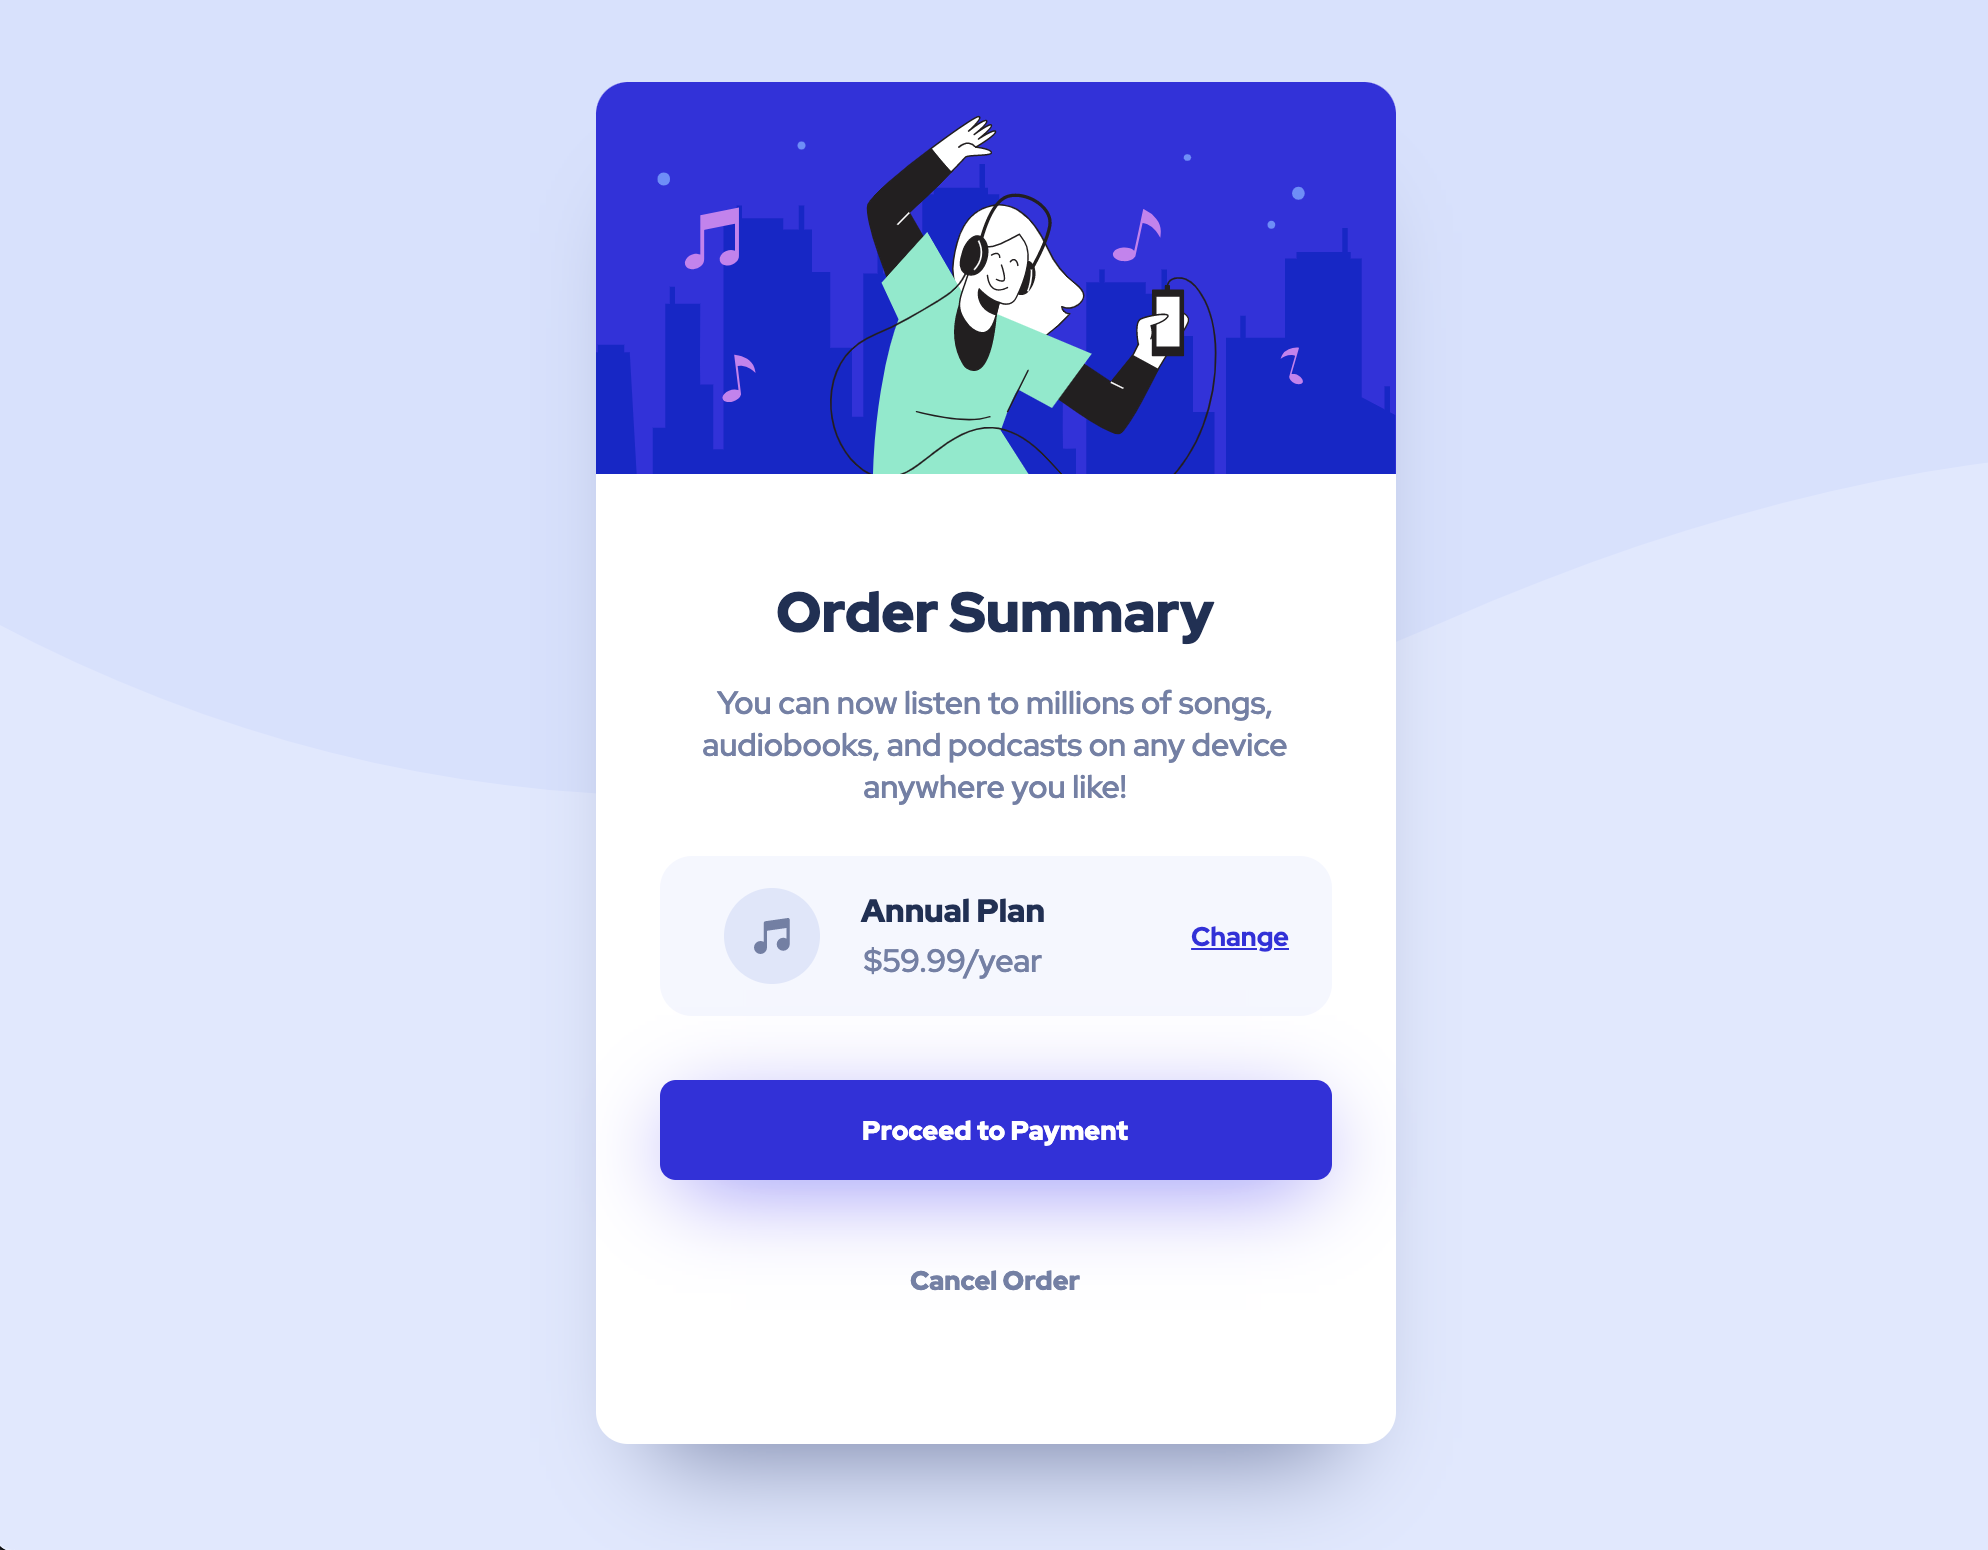 Order Summary
You can now listen to millions of songs,
audiobooks, and podcasts on any device
anywhere you like!
Annual Plan
$59.99/year
Change
Proceed to Payment
Cancel Order